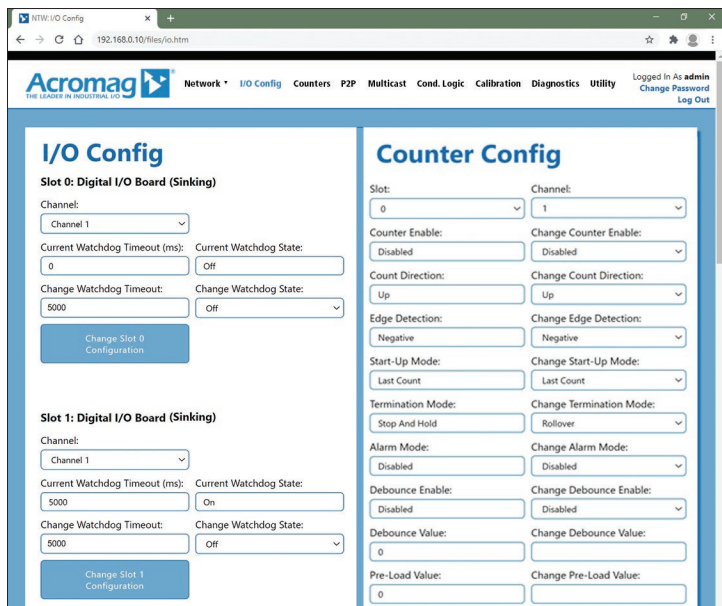 NTW: I/O Config
192.168.0.10/files/io.htm
Acromag
THE LEADER IN INDUSTRIAL I/O
Network I/O Config Counters P2P Multicast Cond. Logic Calibration Diagnostics Utility
Logged In As admin
Change Password
Log Out
I/O Config
Slot 0: Digital I/O Board (Sinking)
Channel:
Channel 1
Current Watchdog Timeout (ms): Current Watchdog State:
0 Off
Change Watchdog Timeout: Change Watchdog State:
5000 Off
Change Slot 0
Configuration
Slot 1: Digital I/O Board (Sinking)
Channel:
Channel 1
Current Watchdog Timeout (ms): Current Watchdog State:
5000 On
Change Watchdog Timeout: Change Watchdog State:
5000 Off
Change Slot 1
Configuration
Counter Config
Slot: Channel:
0 1
Counter Enable: Change Counter Enable:
Disabled Disabled
Count Direction: Change Count Direction:
Up Up
Edge Detection: Change Edge Detection:
Negative Negative
Start-Up Mode: Change Start-Up Mode:
Last Count Last Count
Termination Mode: Change Termination Mode:
Stop And Hold Rollover
Alarm Mode: Change Alarm Mode:
Disabled Disabled
Debounce Enable: Change Debounce Enable:
Disabled Disabled
Debounce Value: Change Debounce Value:
0
Pre-Load Value: Change Pre-Load Value:
0